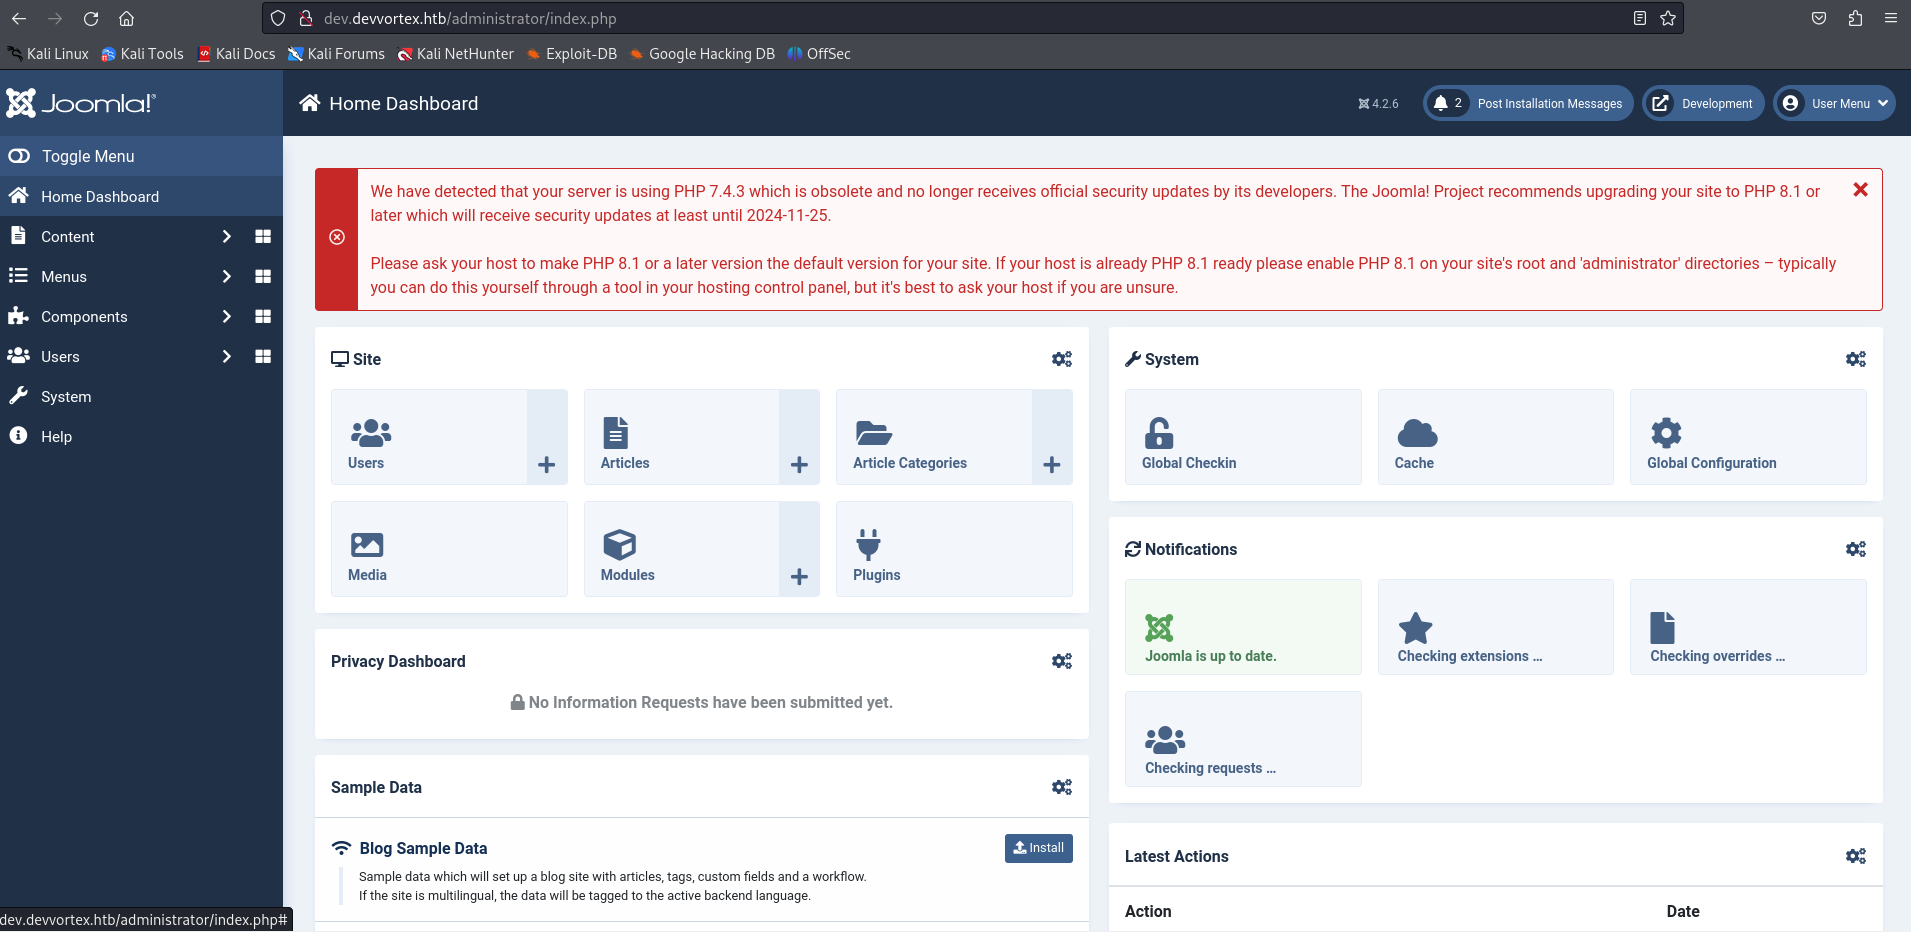 dev.devvortex.htb/administrator/index.php
Kali Linux Kali Tools Kali Docs Kali Forums Kali NetHunter Exploit-DB Google Hacking DB OffSec
Joomla!®
Home Dashboard
4.2.6
2 Post Installation Messages
Development
User Menu
Toggle Menu
Home Dashboard
Content
Menus
Components
Users
System
Help
We have detected that your server is using PHP 7.4.3 which is obsolete and no longer receives official security updates by its developers. The Joomla! Project recommends upgrading your site to PHP 8.1 or
later which will receive security updates at least until 2024-11-25.
Please ask your host to make PHP 8.1 or a later version the default version for your site. If your host is already PHP 8.1 ready please enable PHP 8.1 on your site's root and 'administrator' directories – typically
you can do this yourself through a tool in your hosting control panel, but it's best to ask your host if you are unsure.
Site
Users
Articles
Article Categories
Media
Modules
Plugins
Privacy Dashboard
No Information Requests have been submitted yet.
Sample Data
Blog Sample Data
Install
Sample data which will set up a blog site with articles, tags, custom fields and a workflow.
If the site is multilingual, the data will be tagged to the active backend language.
System
Global Checkin
Cache
Global Configuration
Notifications
Joomla is up to date.
Checking extensions ...
Checking overrides ...
Checking requests ...
Latest Actions
Action Date
dev.devvortex.htb/administrator/index.php#